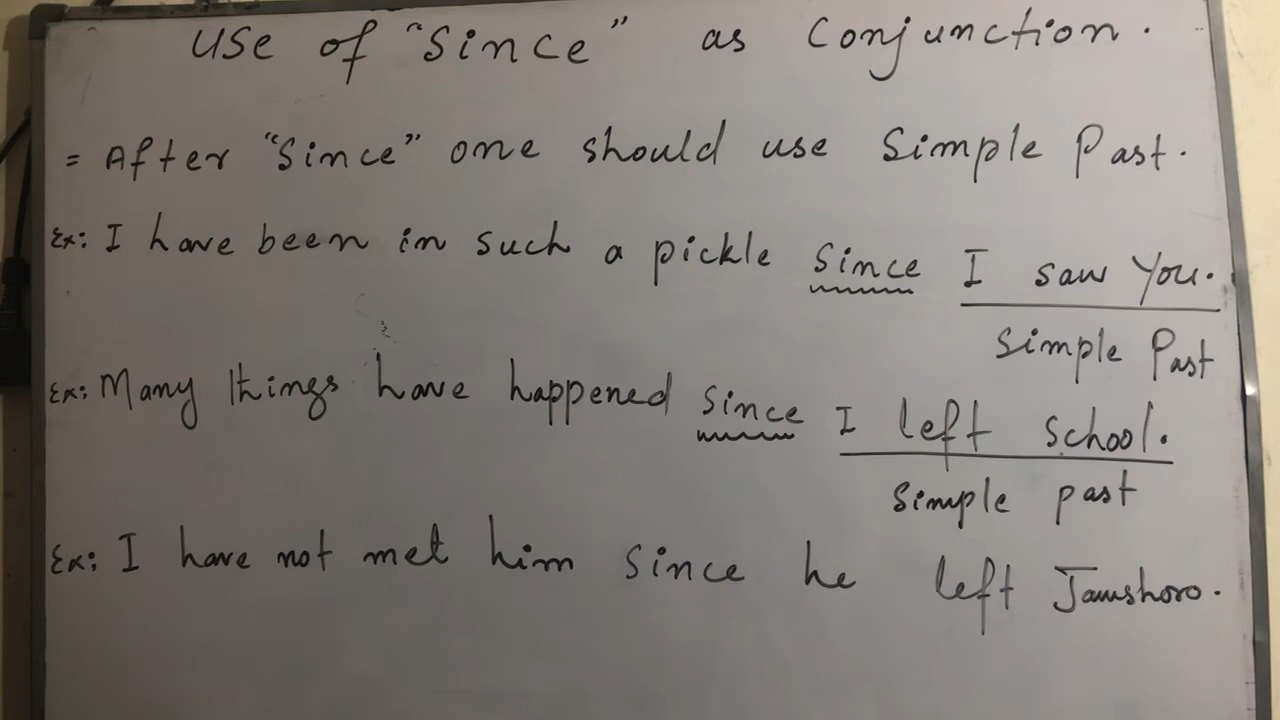 Use of "Since" as Conjunction.
= After "Since" one should use Simple Past.
Ex: I have been in such a pickle Since I saw you.
Simple Past
Ex: Many things have happened Since I left school.
Simple past
Ex: I have not met him since he left Jamshoro.